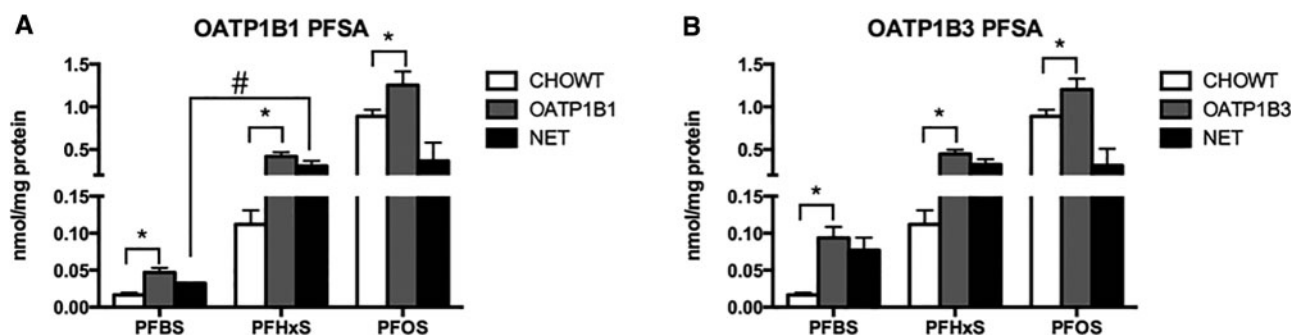 A
OATP1B1 PFSA
nmol/mg protein
1.5
1.0
0.5
0.15
0.10
0.05
0.00
*
#
*
*
PFBS
PFHxS
PFOS
CHOWT
OATP1B1
NET
B
OATP1B3 PFSA
nmol/mg protein
1.5
1.0
0.5
0.15
0.10
0.05
0.00
*
*
*
PFBS
PFHxS
PFOS
CHOWT
OATP1B3
NET